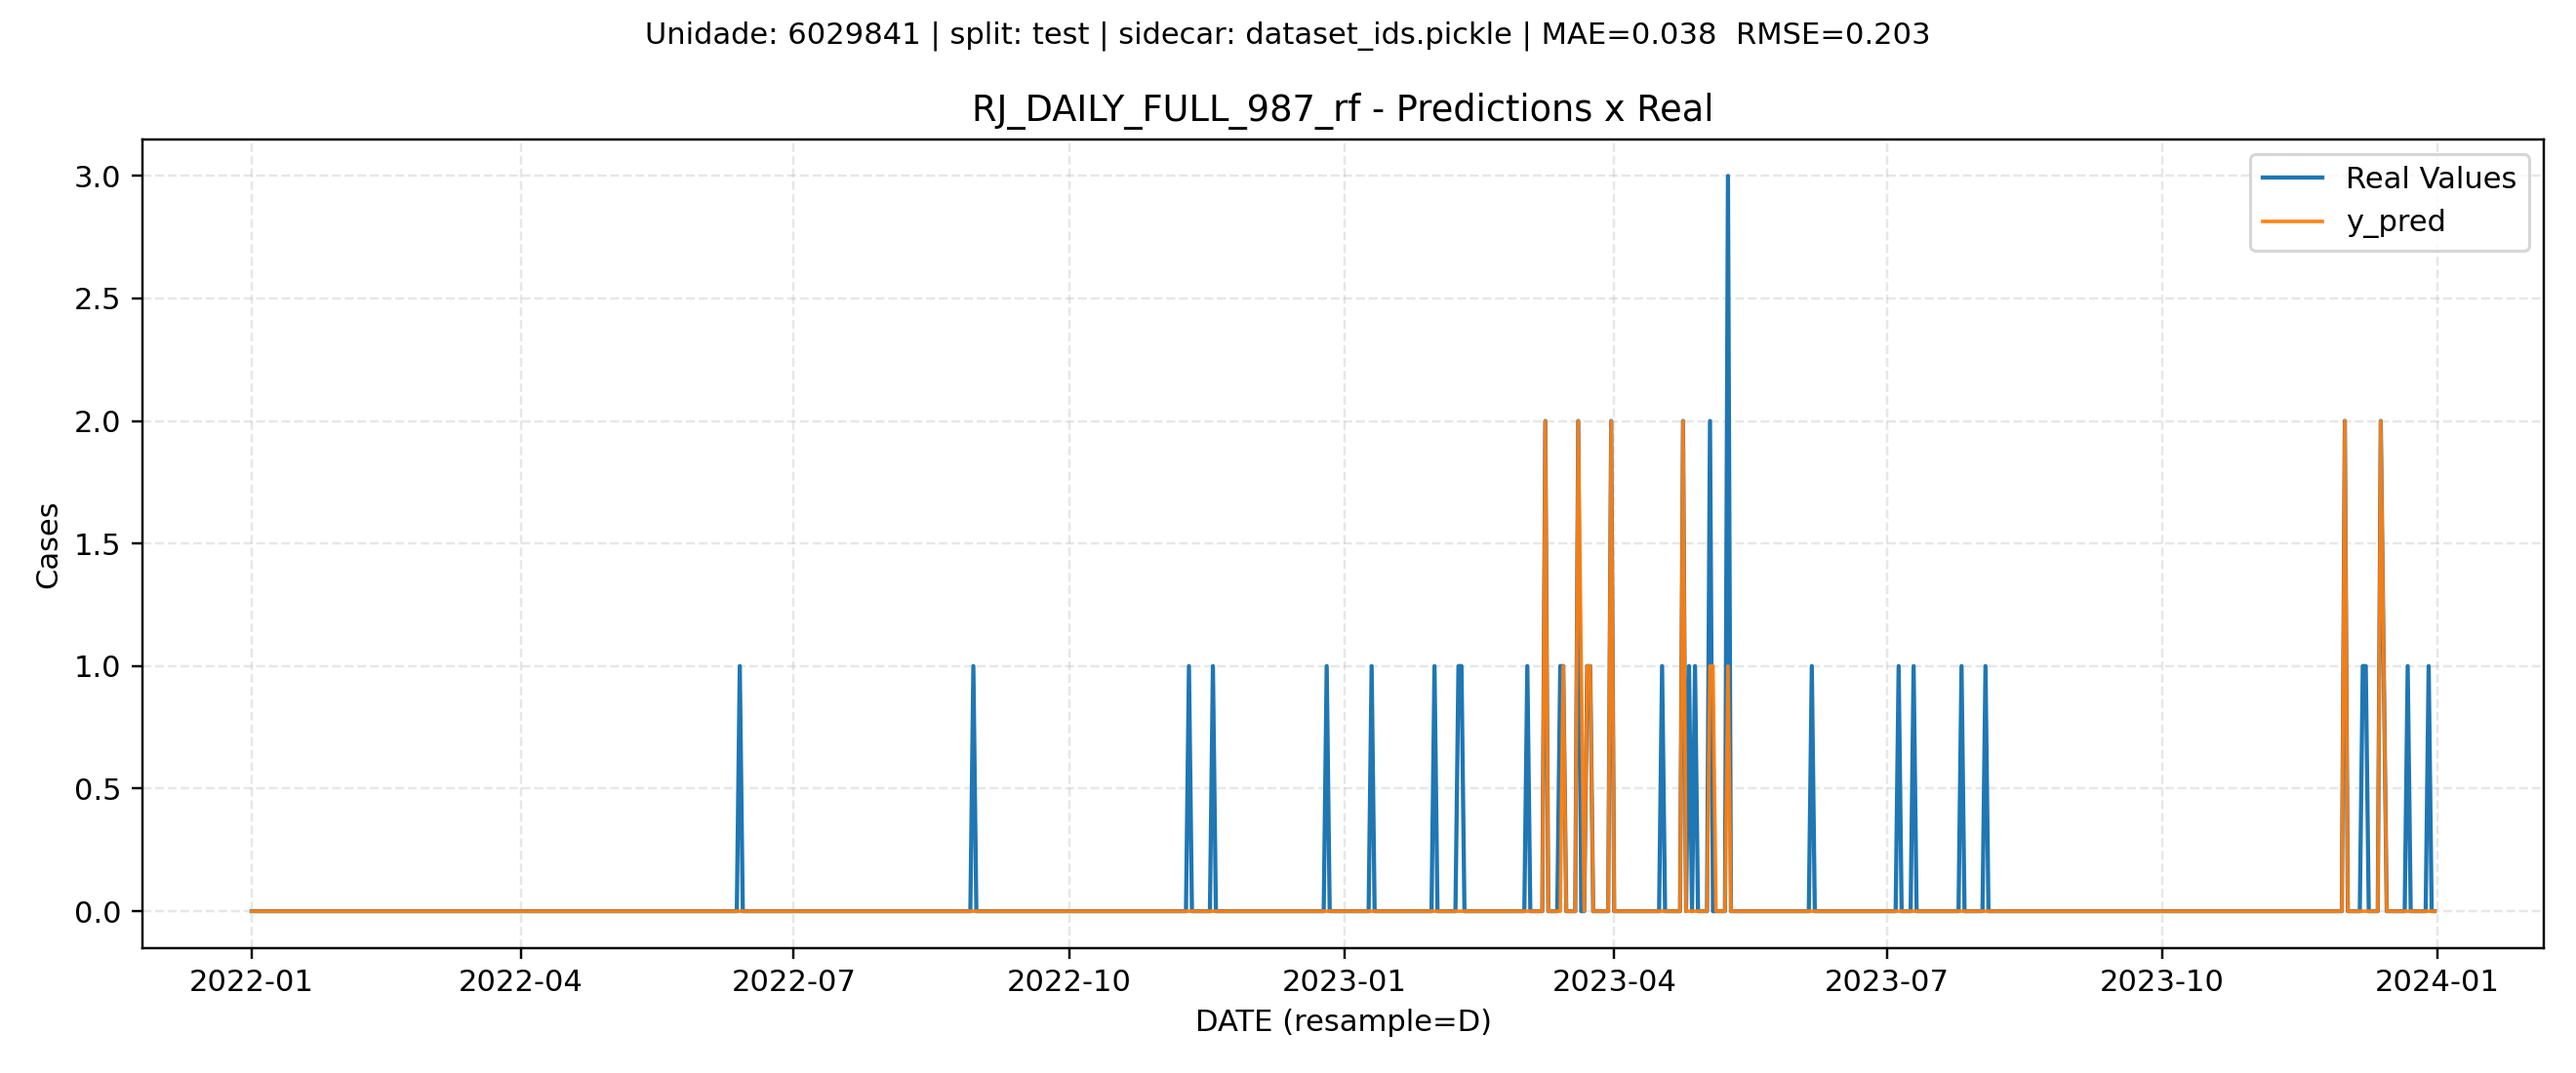 Unidade: 6029841 | split: test | sidecar: dataset_ids.pickle | MAE=0.038  RMSE=0.203
RJ_DAILY_FULL_987_rf - Predictions x Real
Real Values
y_pred
3.0
2.5
2.0
1.5
1.0
0.5
0.0
Cases
2022-01 2022-04 2022-07 2022-10 2023-01 2023-04 2023-07 2023-10 2024-01
DATE (resample=D)